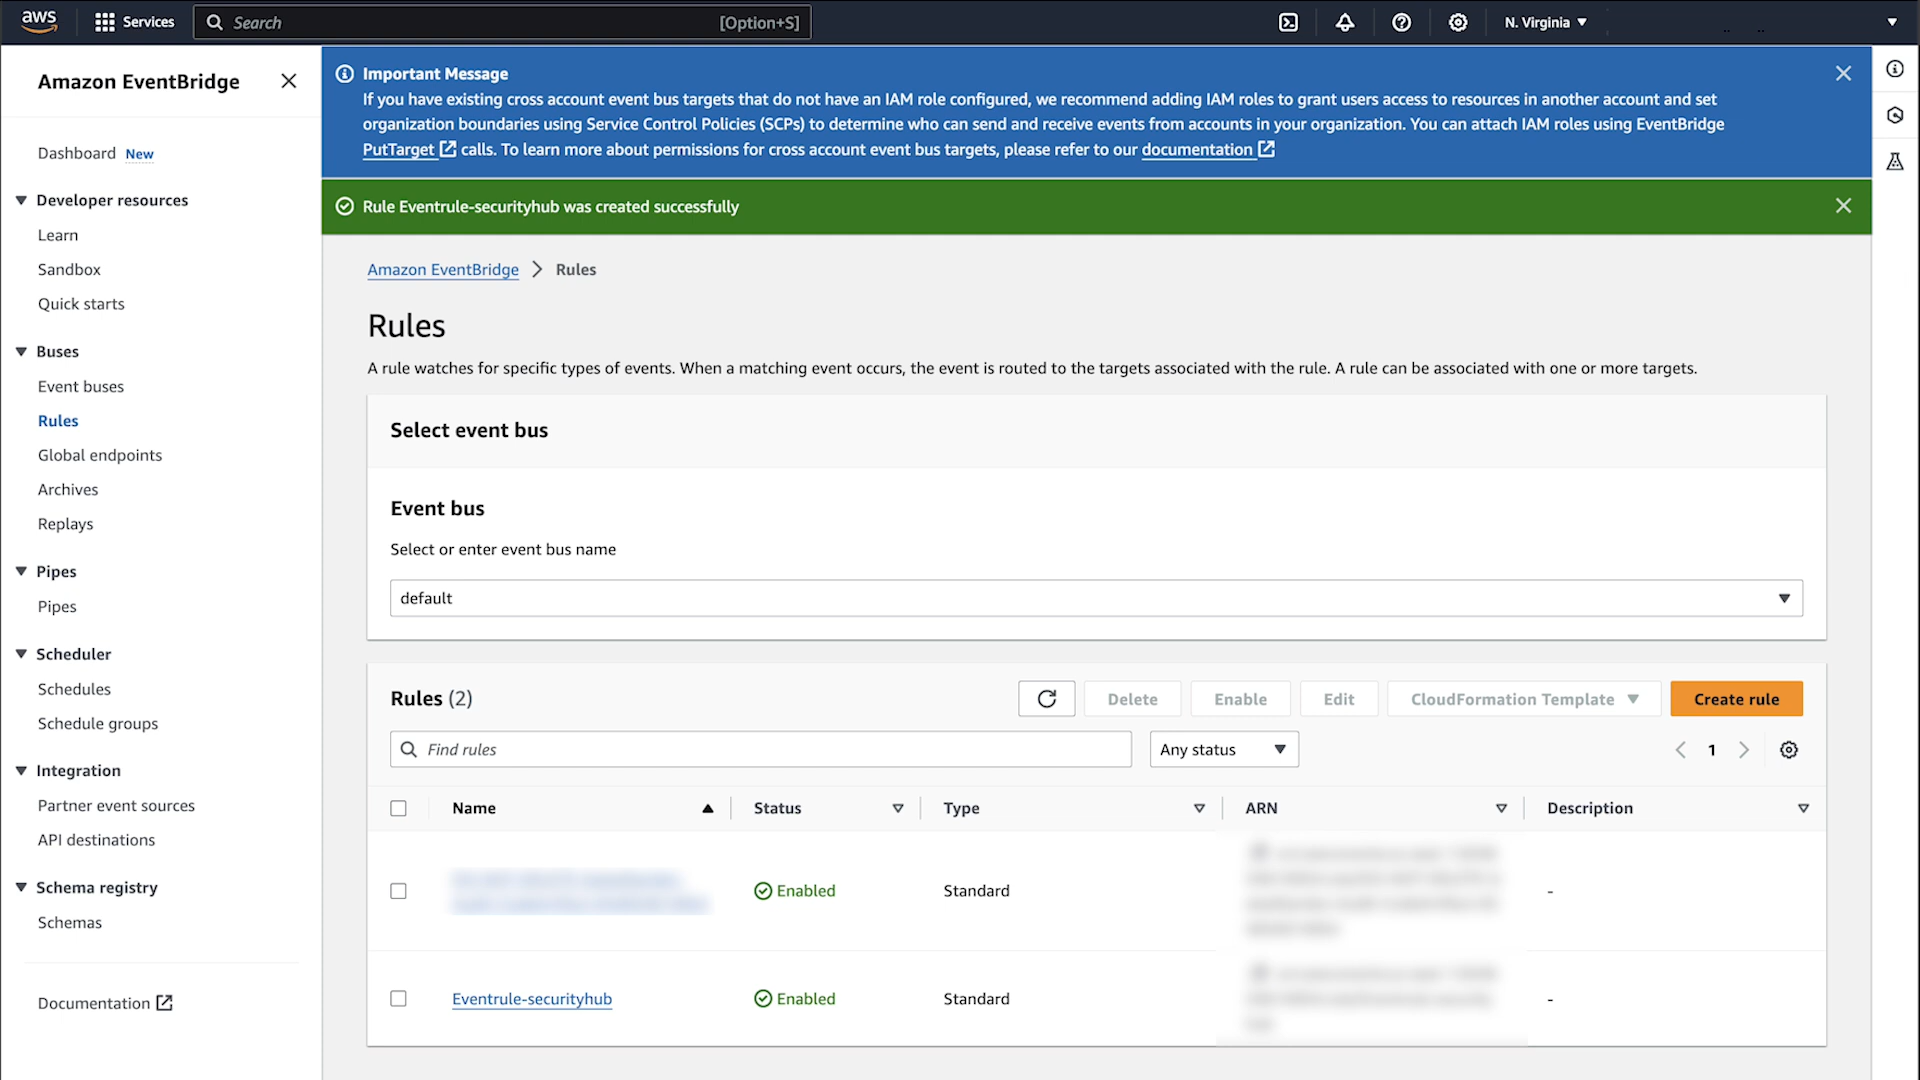 aws
Services
Search
[Option+S]
N. Virginia
Amazon EventBridge
Dashboard New
Developer resources
Learn
Sandbox
Quick starts
Buses
Event buses
Rules
Global endpoints
Archives
Replays
Pipes
Pipes
Scheduler
Schedules
Schedule groups
Integration
Partner event sources
API destinations
Schema registry
Schemas
Documentation
Important Message
If you have existing cross account event bus targets that do not have an IAM role configured, we recommend adding IAM roles to grant users access to resources in another account and set
organization boundaries using Service Control Policies (SCPs) to determine who can send and receive events from accounts in your organization. You can attach IAM roles using EventBridge
PutTarget calls. To learn more about permissions for cross account event bus targets, please refer to our documentation
Rule Eventrule-securityhub was created successfully
Amazon EventBridge > Rules
Rules
A rule watches for specific types of events. When a matching event occurs, the event is routed to the targets associated with the rule. A rule can be associated with one or more targets.
Select event bus
Event bus
Select or enter event bus name
default
Rules (2)
Delete
Enable
Edit
CloudFormation Template
Create rule
Find rules
Any status
1
Name
Status
Type
ARN
Description
Enabled
Standard
-
Eventrule-securityhub
Enabled
Standard
-